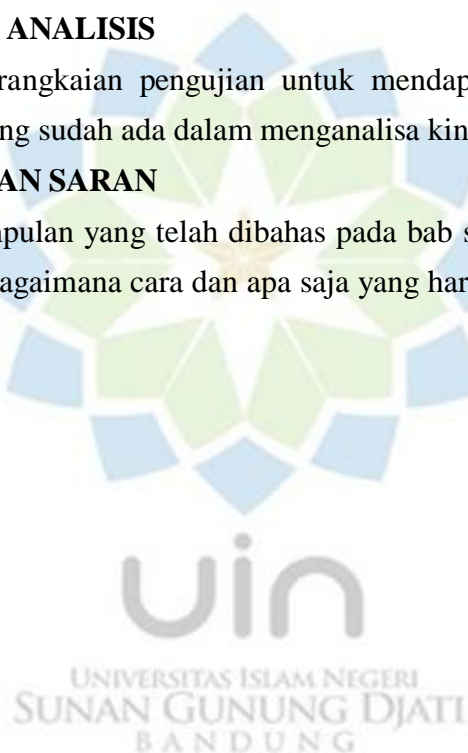 ANALISIS
rangkaian pengujian untuk mendap
ng sudah ada dalam menganalisa kin
AN SARAN
pulan yang telah dibahas pada bab s
agaimana cara dan apa saja yang har
uin
UNIVERSITAS ISLAM NEGERI
SUNAN GUNUNG DJATI
BANDUNG